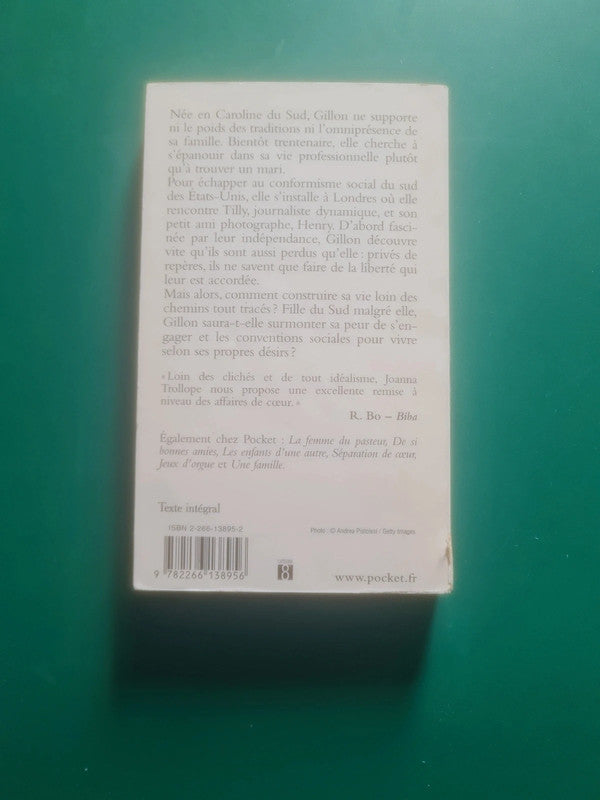 Née en Caroline du Sud, Gillon ne supporte
ni le poids des traditions ni l'omniprésence de
sa famille. Bientôt trentenaire, elle cherche à
s'épanouir dans sa vie professionnelle plutôt
qu'à trouver un mari.
Pour échapper au conformisme social du sud
des États-Unis, elle s'installe à Londres où elle
rencontre Tilly, journaliste dynamique, et son
petit ami photographe, Henry. D'abord fasci-
née par leur indépendance, Gillon découvre
vite qu'ils sont aussi perdus qu'elle : privés de
repères, ils ne savent que faire de la liberté qui
leur est accordée.
Mais alors, comment construire sa vie loin des
chemins tout tracés ? Fille du Sud malgré elle,
Gillon saura-t-elle surmonter sa peur de s'en-
gager et les conventions sociales pour vivre
selon ses propres désirs ?
« Loin des clichés et de tout idéalisme, Joanna
Trollope nous propose une excellente remise à
niveau des affaires de cœur. »
R. Bo – Biba
Également chez Pocket : La femme du pasteur, De si
bonnes amies, Les enfants d'une autre, Séparation de cœur,
Jeux d'orgue et Une famille.
Texte intégral
ISBN 2-266-13895-2
Photo : © Andrea Pistolesi / Getty Images
9 782266 138956
8
www.pocket.fr